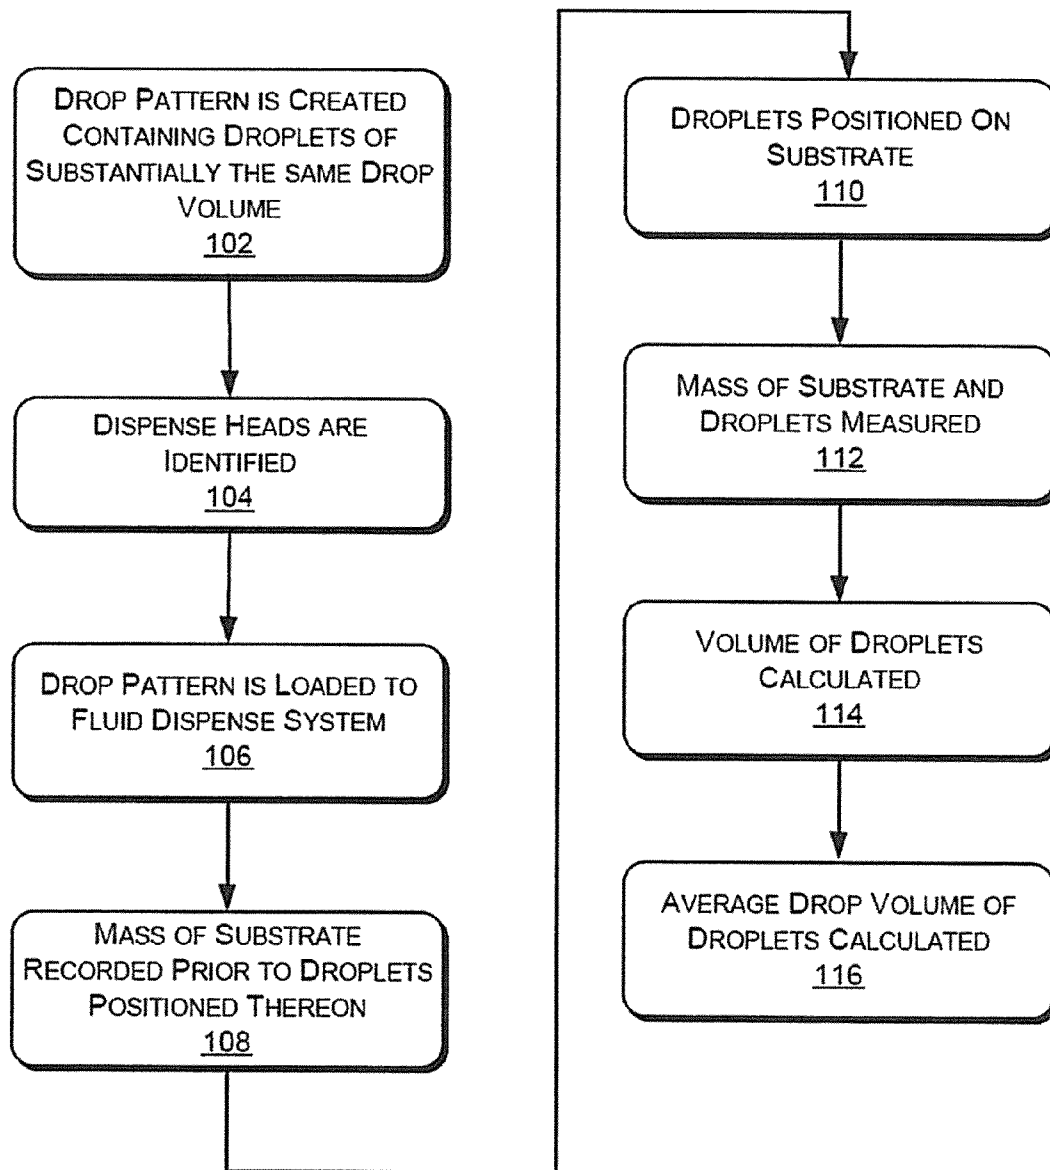 DROP PATTERN IS CREATED
CONTAINING DROPLETS OF
SUBSTANTIALLY THE SAME DROP
VOLUME
102
DISPENSE HEADS ARE
IDENTIFIED
104
DROP PATTERN IS LOADED TO
FLUID DISPENSE SYSTEM
106
MASS OF SUBSTRATE
RECORDED PRIOR TO DROPLETS
POSITIONED THEREON
108
DROPLETS POSITIONED ON
SUBSTRATE
110
MASS OF SUBSTRATE AND
DROPLETS MEASURED
112
VOLUME OF DROPLETS
CALCULATED
114
AVERAGE DROP VOLUME OF
DROPLETS CALCULATED
116